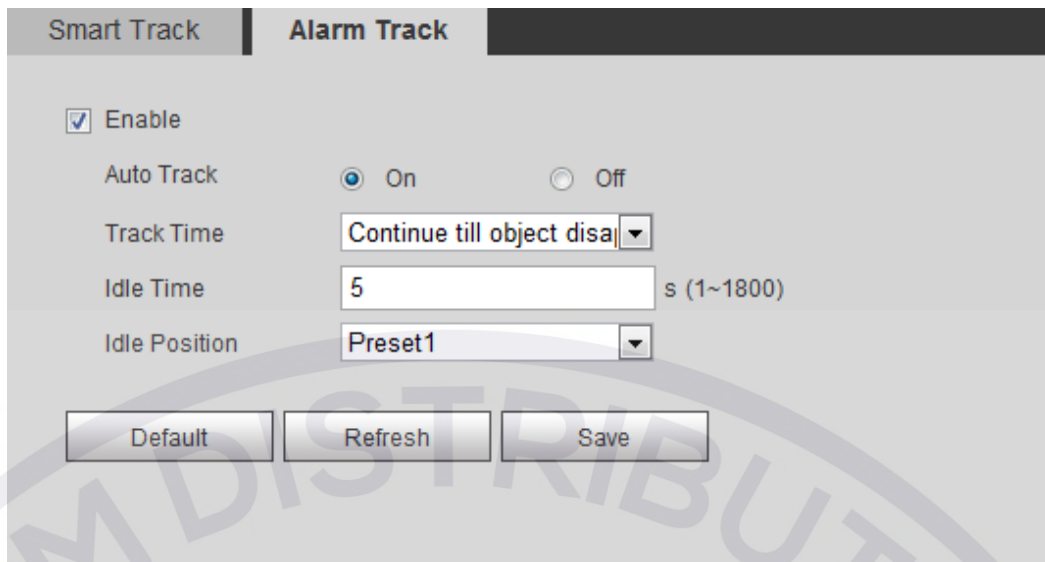 Smart Track Alarm Track
Enable
Auto Track On Off
Track Time Continue till object
Idle Time 5 s (1~1800)
Idle Position Preset1
Default Refresh Save
M DISTRIBUT